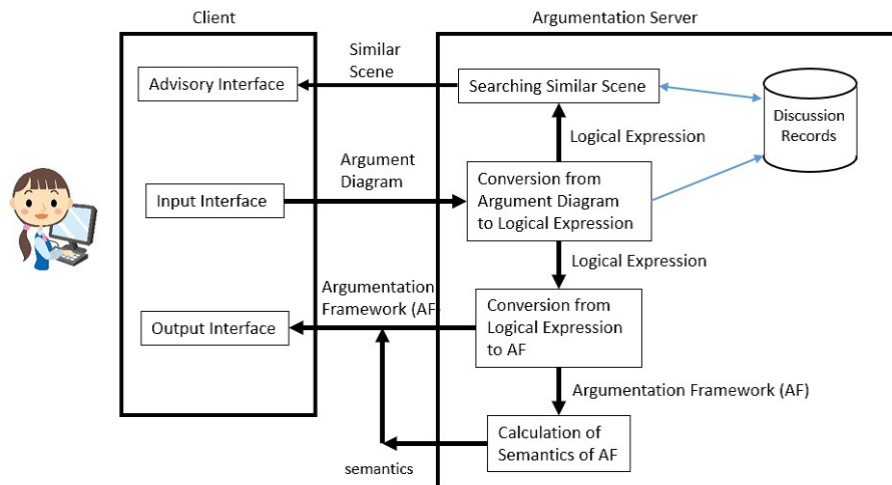 Client
Argumentation Server
Similar
Scene
Advisory Interface
Searching Similar Scene
Discussion
Records
Logical Expression
Argument
Diagram
Input Interface
Conversion from
Argument Diagram
to Logical Expression
Logical Expression
Argumentation
Framework (AF)
Output Interface
Conversion from
Logical Expression
to AF
Argumentation Framework (AF)
Calculation of
Semantics of AF
semantics